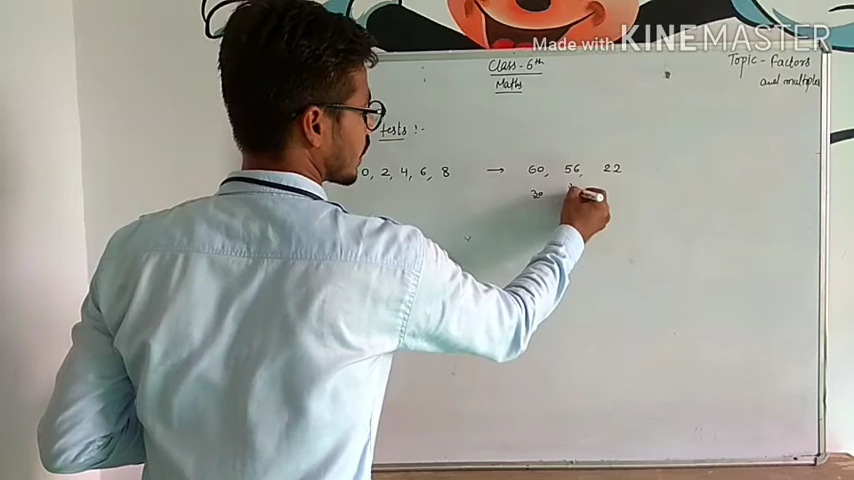 Made with KINEMASTER
Class-6th
Maths
Topic-Factors
and multiples
tests :-
0, 2, 4, 6, 8 → 60, 56, 22
30